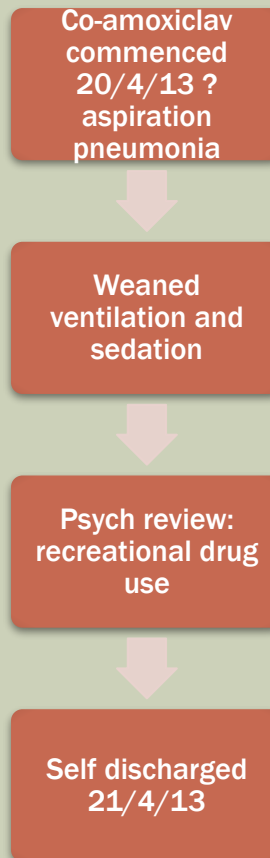 Co-amoxiclav
commenced
20/4/13 ?
aspiration
pneumonia
Weaned
ventilation and
sedation
Psych review:
recreational drug
use
Self discharged
21/4/13